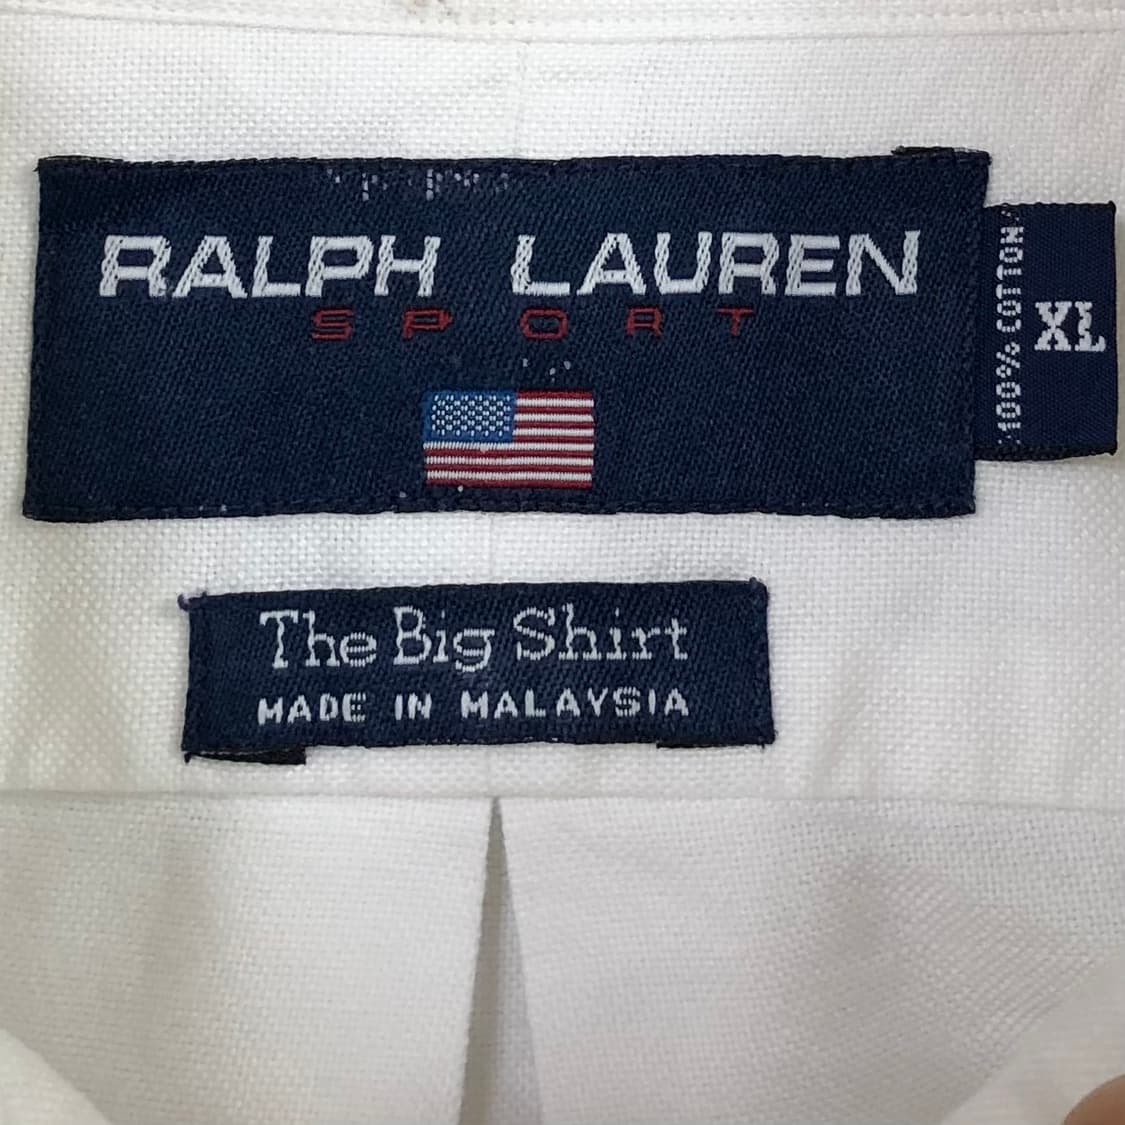 RALPH LAUREN
SPORT
100% COTTON
XL
The Big Shirt
MADE IN MALAYSIA